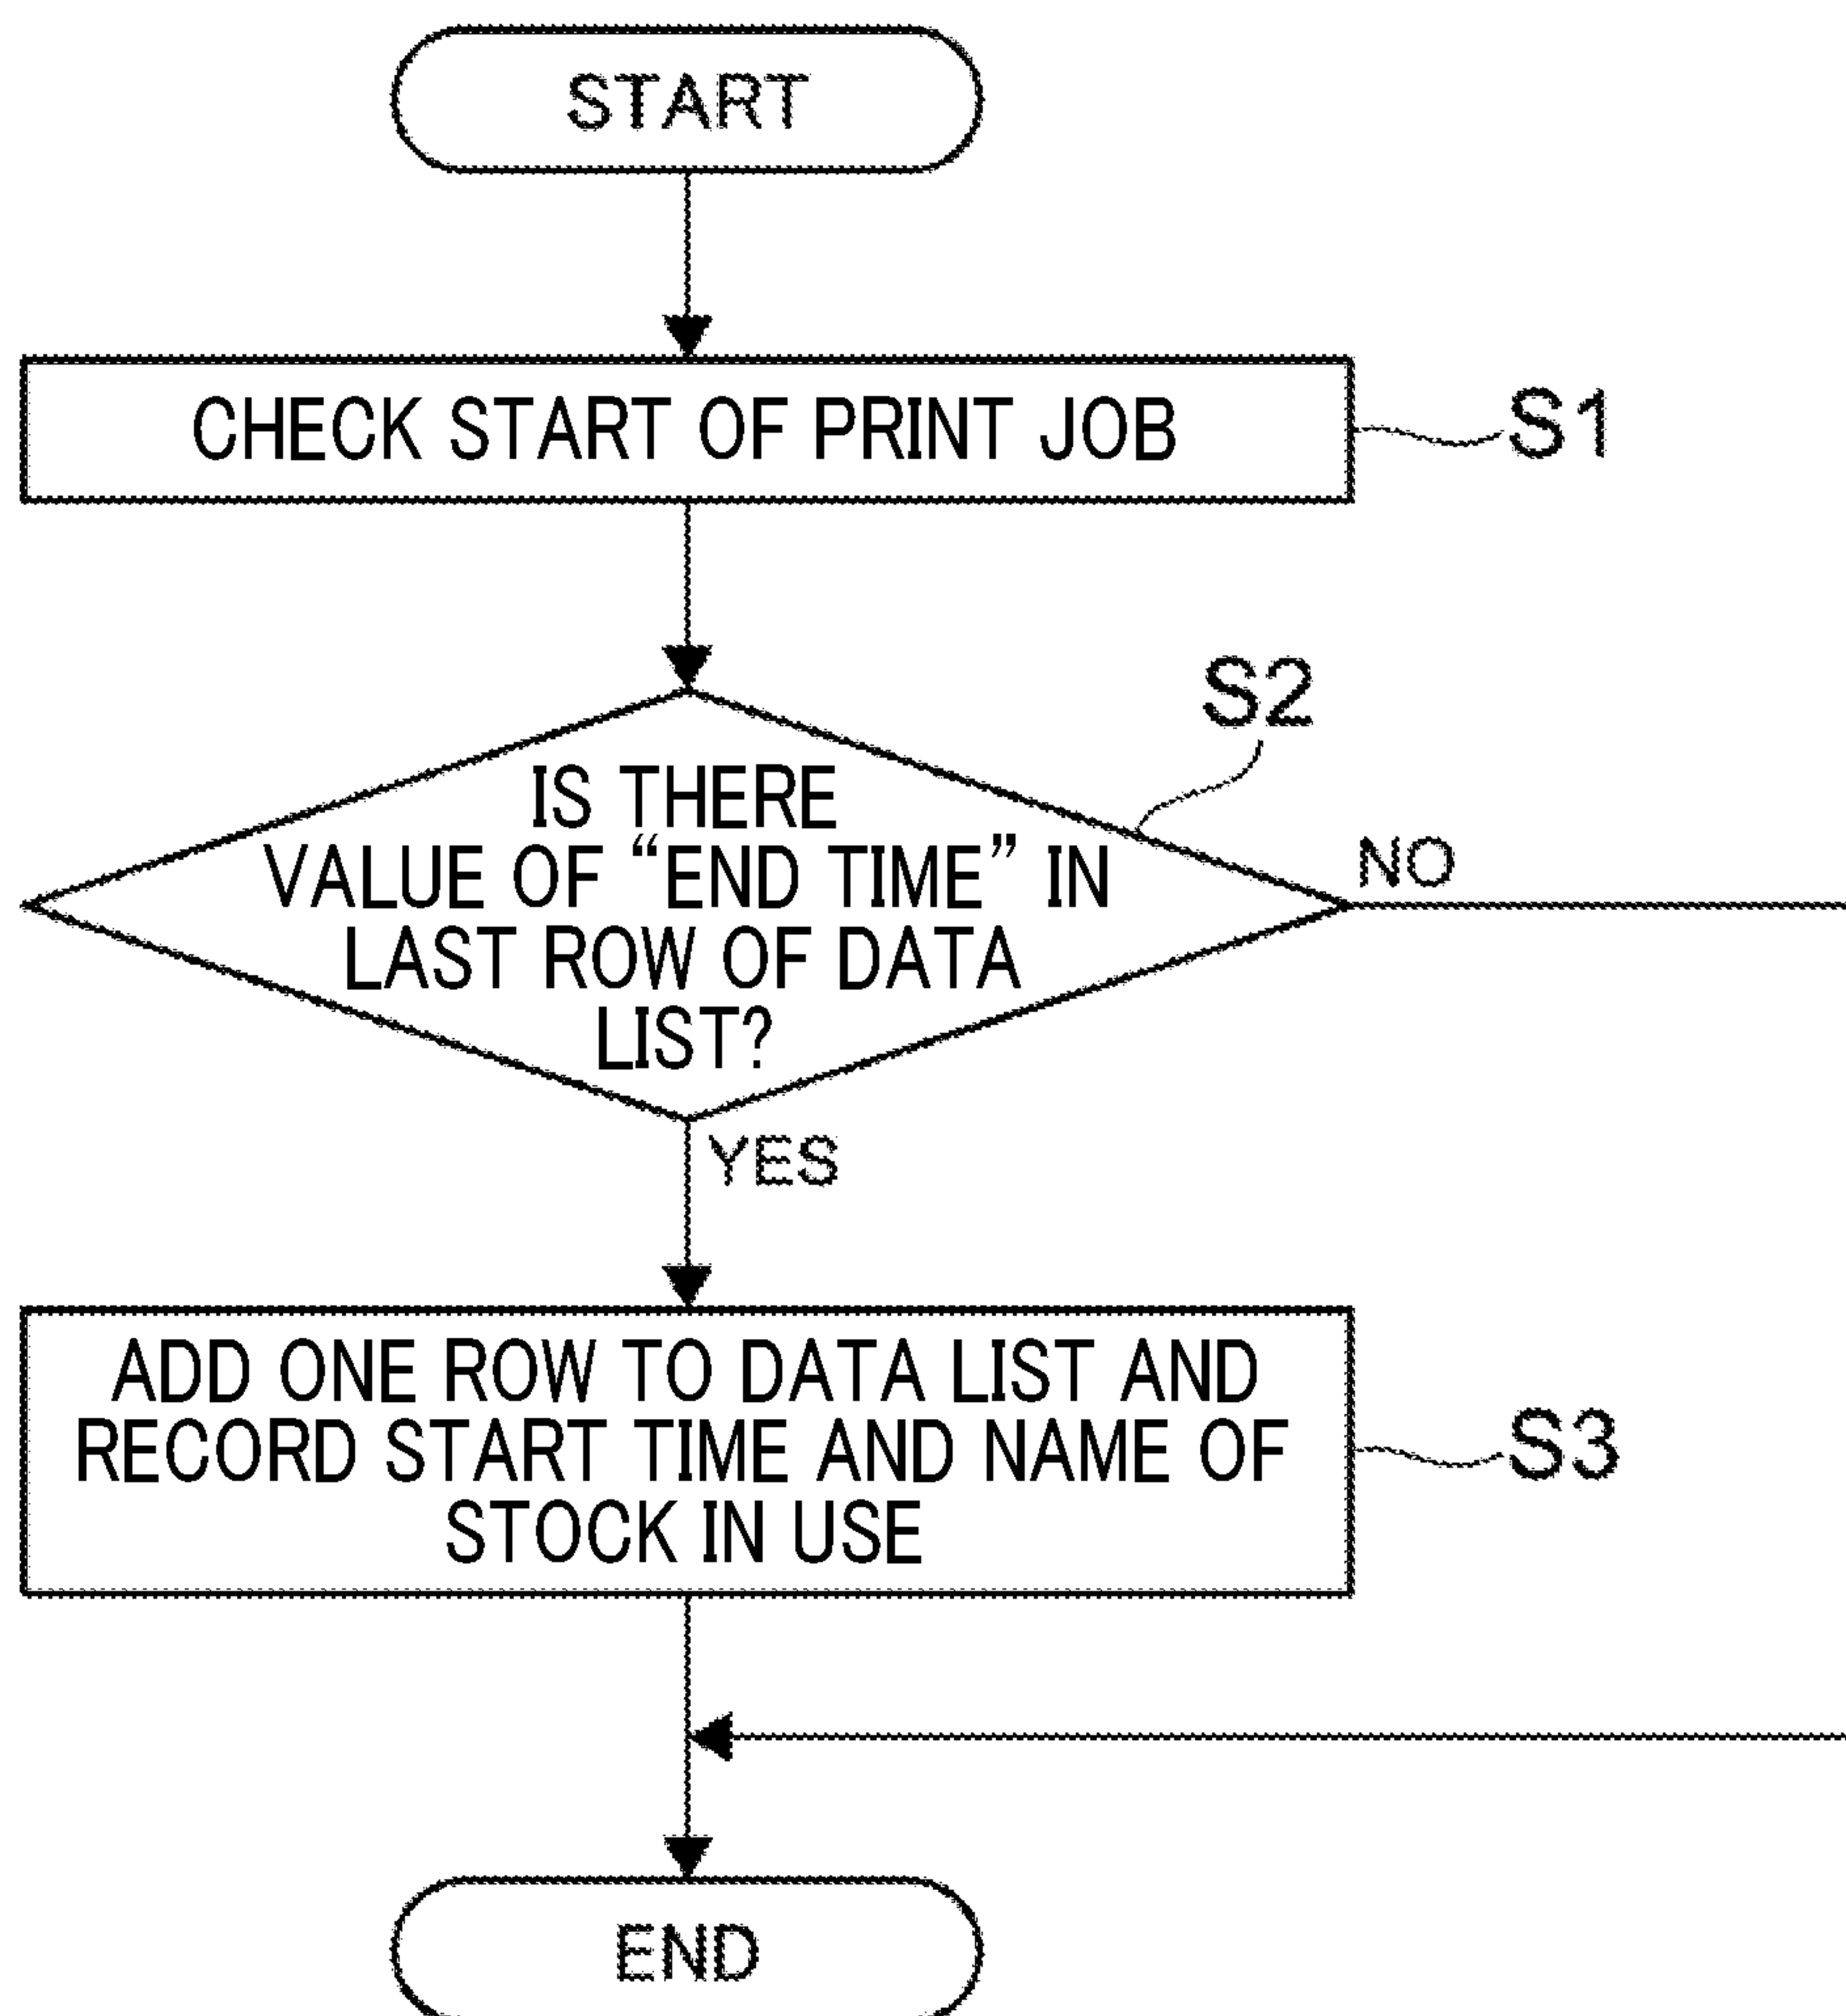 START
CHECK START OF PRINT JOB
S1
S2
IS THERE
VALUE OF “END TIME” IN
LAST ROW OF DATA
LIST?
NO
YES
ADD ONE ROW TO DATA LIST AND
RECORD START TIME AND NAME OF
STOCK IN USE
S3
END